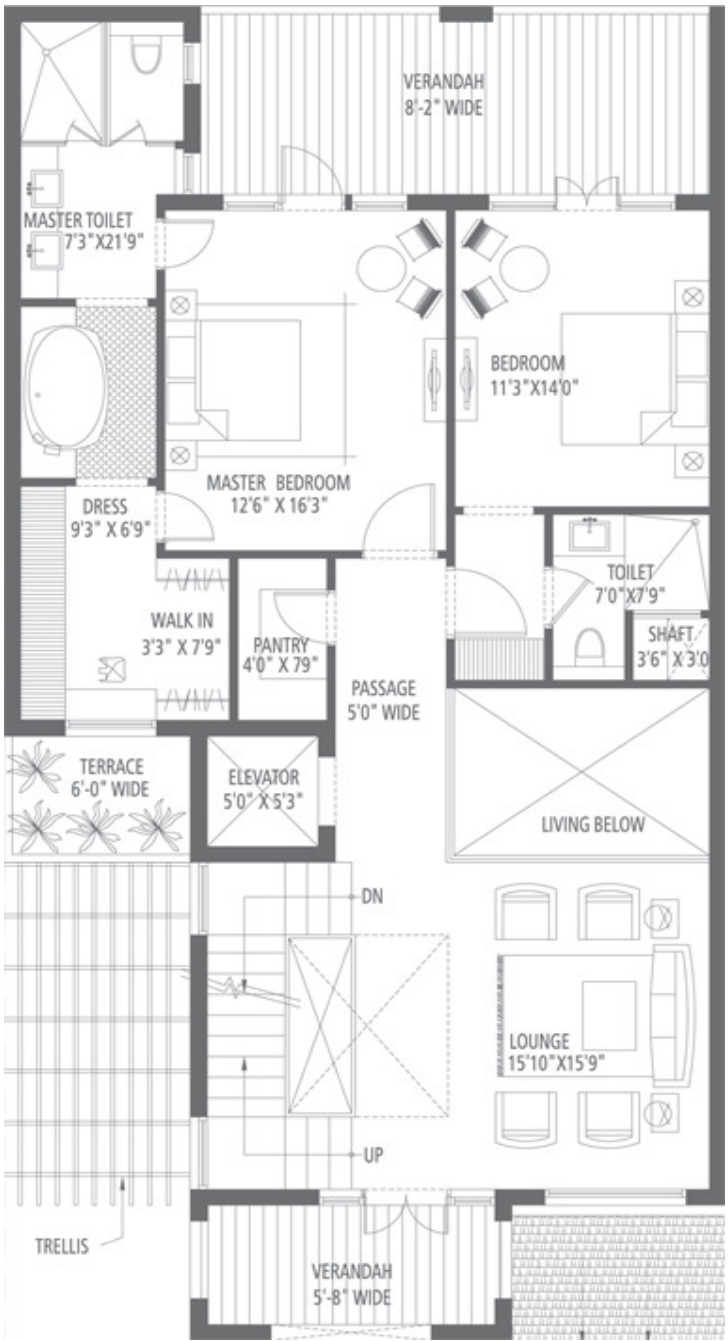 VERANDAH
8'-2" WIDE
MASTER TOILET
7'3"X21'9"
BEDROOM
11'3"X14'0"
MASTER BEDROOM
12'6" X 16'3"
DRESS
9'3" X 6'9"
TOILET
7'0"X7'9"
WALK IN
3'3" X 7'9"
PANTRY
4'0" X 79"
SHAFT
3'6" X 3'0
PASSAGE
5'0" WIDE
TERRACE
6'-0" WIDE
ELEVATOR
5'0" X 5'3"
LIVING BELOW
DN
LOUNGE
15'10"X15'9"
UP
TRELLIS
VERANDAH
5'-8" WIDE